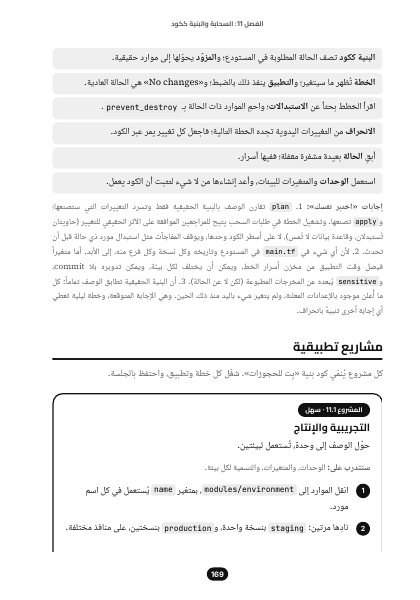 الفصل 11: السحابة والبنية ككود
البنية ككود تصف الحالة المطلوبة في المستودع؛ والمزوّد يحوّلها إلى موارد حقيقية.
الخطة تُظهر ما سيتغير؛ والتطبيق ينفذ ذلك بالضبط؛ و«No changes» هي الحالة العادية.
اقرأ الخطط بحثاً عن الاستبدالات؛ واحمِ الموارد ذات الحالة بـ prevent_destroy .
الانحراف من التغييرات اليدوية تجده الخطة التالية؛ فاجعل كل تغيير يمر عبر الكود.
أبقِ الحالة بعيدة مشفرة مقفلة؛ ففيها أسرار.
استعمل الوحدات والمتغيرات للبيئات، وأعد إنشاءها من لا شيء لتثبت أن الكود يعمل.
إجابات «اختبر نفسك»: 1. plan تقارن الوصف بالبنية الحقيقية فقط وتسرد التغييرات التي ستصنعها؛
و apply تصنعها. وتشغيل الخطة في طلبات السحب يتيح للمراجعين الموافقة على الأثر الحقيقي للتغيير (حاويتان
تُستبدلان، وقاعدة بيانات لا تُمس)، لا على أسطر الكود وحدها، ويوقف المفاجآت مثل استبدال مورد ذي حالة قبل أن
تحدث. 2. لأن أي شيء في main.tf في المستودع وتاريخه وكل نسخة وكل فرع منه، إلى الأبد. أما متغيراً
فيصل وقت التطبيق من مخزن أسرار الخط، ويمكن أن يختلف لكل بيئة، ويمكن تدويره بلا commit،
و sensitive يُبعده عن المخرجات المطبوعة (لكن لا عن الحالة). 3. أن البنية الحقيقية تطابق الوصف تماماً: كل
ما أُعلن موجود بالإعدادات المعلنة، ولم يتغير شيء باليد منذ ذلك الحين. وهي الإجابة المتوقعة، وخطة ليلية تعطي
أي إجابة أخرى تنبيهٌ بانحراف.
مشاريع تطبيقية
كل مشروع يُنمّي كود بنية «بِت للحجوزات». شغّل كل خطة وتطبيق، واحتفظ بالجلسة.
المشروع 11.1 · سهل
التجريبية والإنتاج
حوّل الوصف إلى وحدة، تُستعمل لبيئتين.
ستتدرب على: الوحدات، والمتغيرات، والتسمية لكل بيئة.
1 انقل الموارد إلى modules/environment ، بمتغير name يُستعمل في كل اسم
مورد.
2 نادِها مرتين: staging بنسخة واحدة، و production بنسختين، على منافذ مختلفة.
169